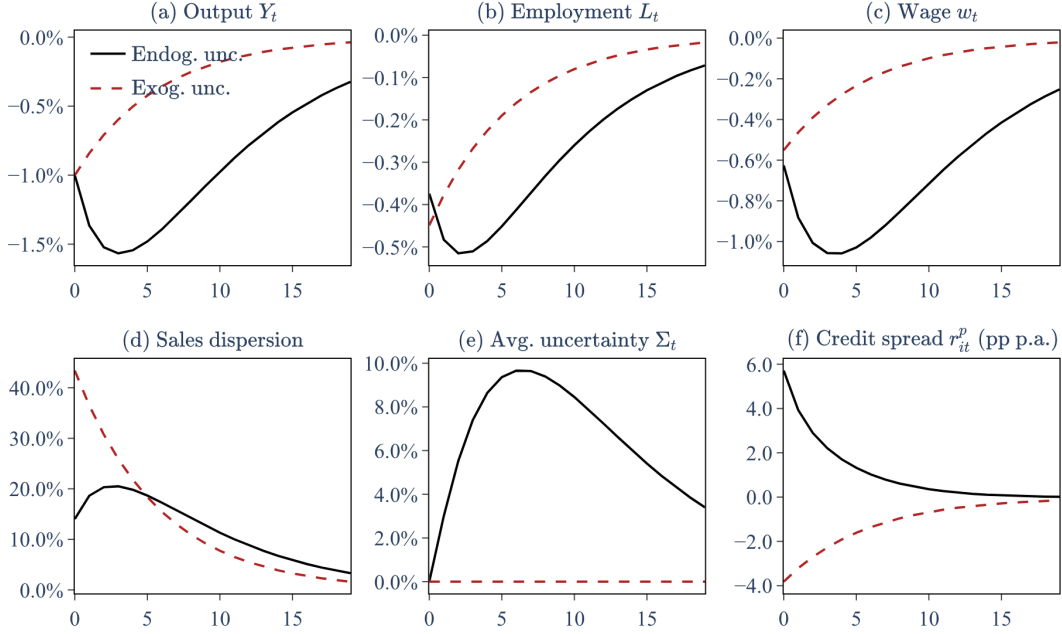 (a) Output Y_t
0.0%
−0.5%
−1.0%
−1.5%
Endog. unc.
Exog. unc.
0 5 10 15
(b) Employment L_t
0.0%
−0.1%
−0.2%
−0.3%
−0.4%
−0.5%
0 5 10 15
(c) Wage w_t
0.0%
−0.2%
−0.4%
−0.6%
−0.8%
−1.0%
0 5 10 15
(d) Sales dispersion
40.0%
30.0%
20.0%
10.0%
0.0%
0 5 10 15
(e) Avg. uncertainty Σ_t
10.0%
8.0%
6.0%
4.0%
2.0%
0.0%
0 5 10 15
(f) Credit spread r^p_{it} (pp p.a.)
6.0
4.0
2.0
0.0
−2.0
−4.0
0 5 10 15